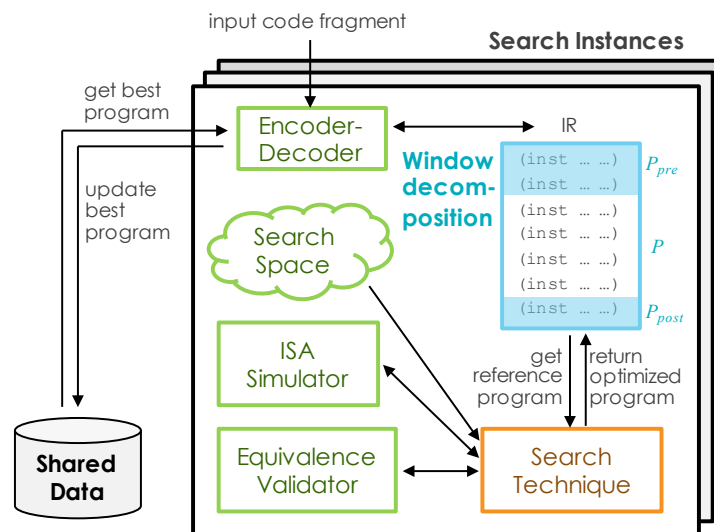 input code fragment
Search Instances
get best
program
Encoder-
Decoder
IR
Window
decom-
position
(inst … …)
(inst … …)
(inst … …)
(inst … …)
(inst … …)
(inst … …)
(inst … …)
P_pre
P
P_post
update
best
program
Search
Space
ISA
Simulator
get
reference
program
return
optimized
program
Shared
Data
Equivalence
Validator
Search
Technique